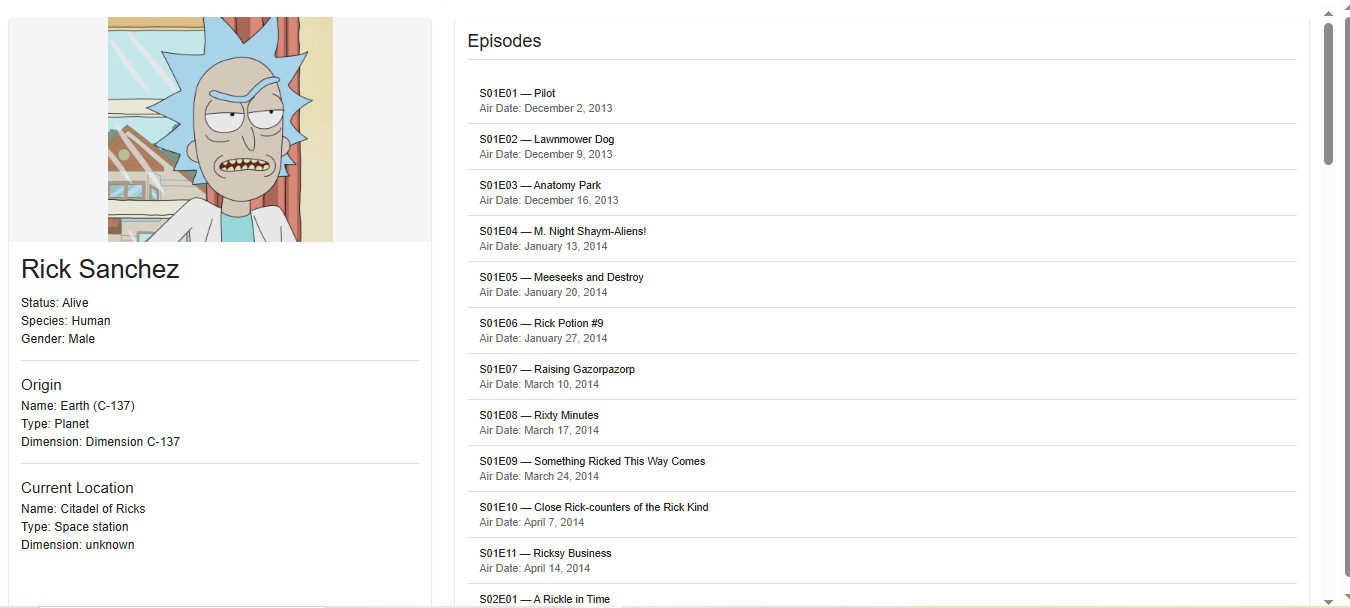 Rick Sanchez
Status: Alive
Species: Human
Gender: Male
Origin
Name: Earth (C-137)
Type: Planet
Dimension: Dimension C-137
Current Location
Name: Citadel of Ricks
Type: Space station
Dimension: unknown
Episodes
S01E01 — Pilot
Air Date: December 2, 2013
S01E02 — Lawnmower Dog
Air Date: December 9, 2013
S01E03 — Anatomy Park
Air Date: December 16, 2013
S01E04 — M. Night Shaym-Aliens!
Air Date: January 13, 2014
S01E05 — Meeseeks and Destroy
Air Date: January 20, 2014
S01E06 — Rick Potion #9
Air Date: January 27, 2014
S01E07 — Raising Gazorpazorp
Air Date: March 10, 2014
S01E08 — Rixty Minutes
Air Date: March 17, 2014
S01E09 — Something Ricked This Way Comes
Air Date: March 24, 2014
S01E10 — Close Rick-counters of the Rick Kind
Air Date: April 7, 2014
S01E11 — Ricksy Business
Air Date: April 14, 2014
S02E01 — A Rickle in Time